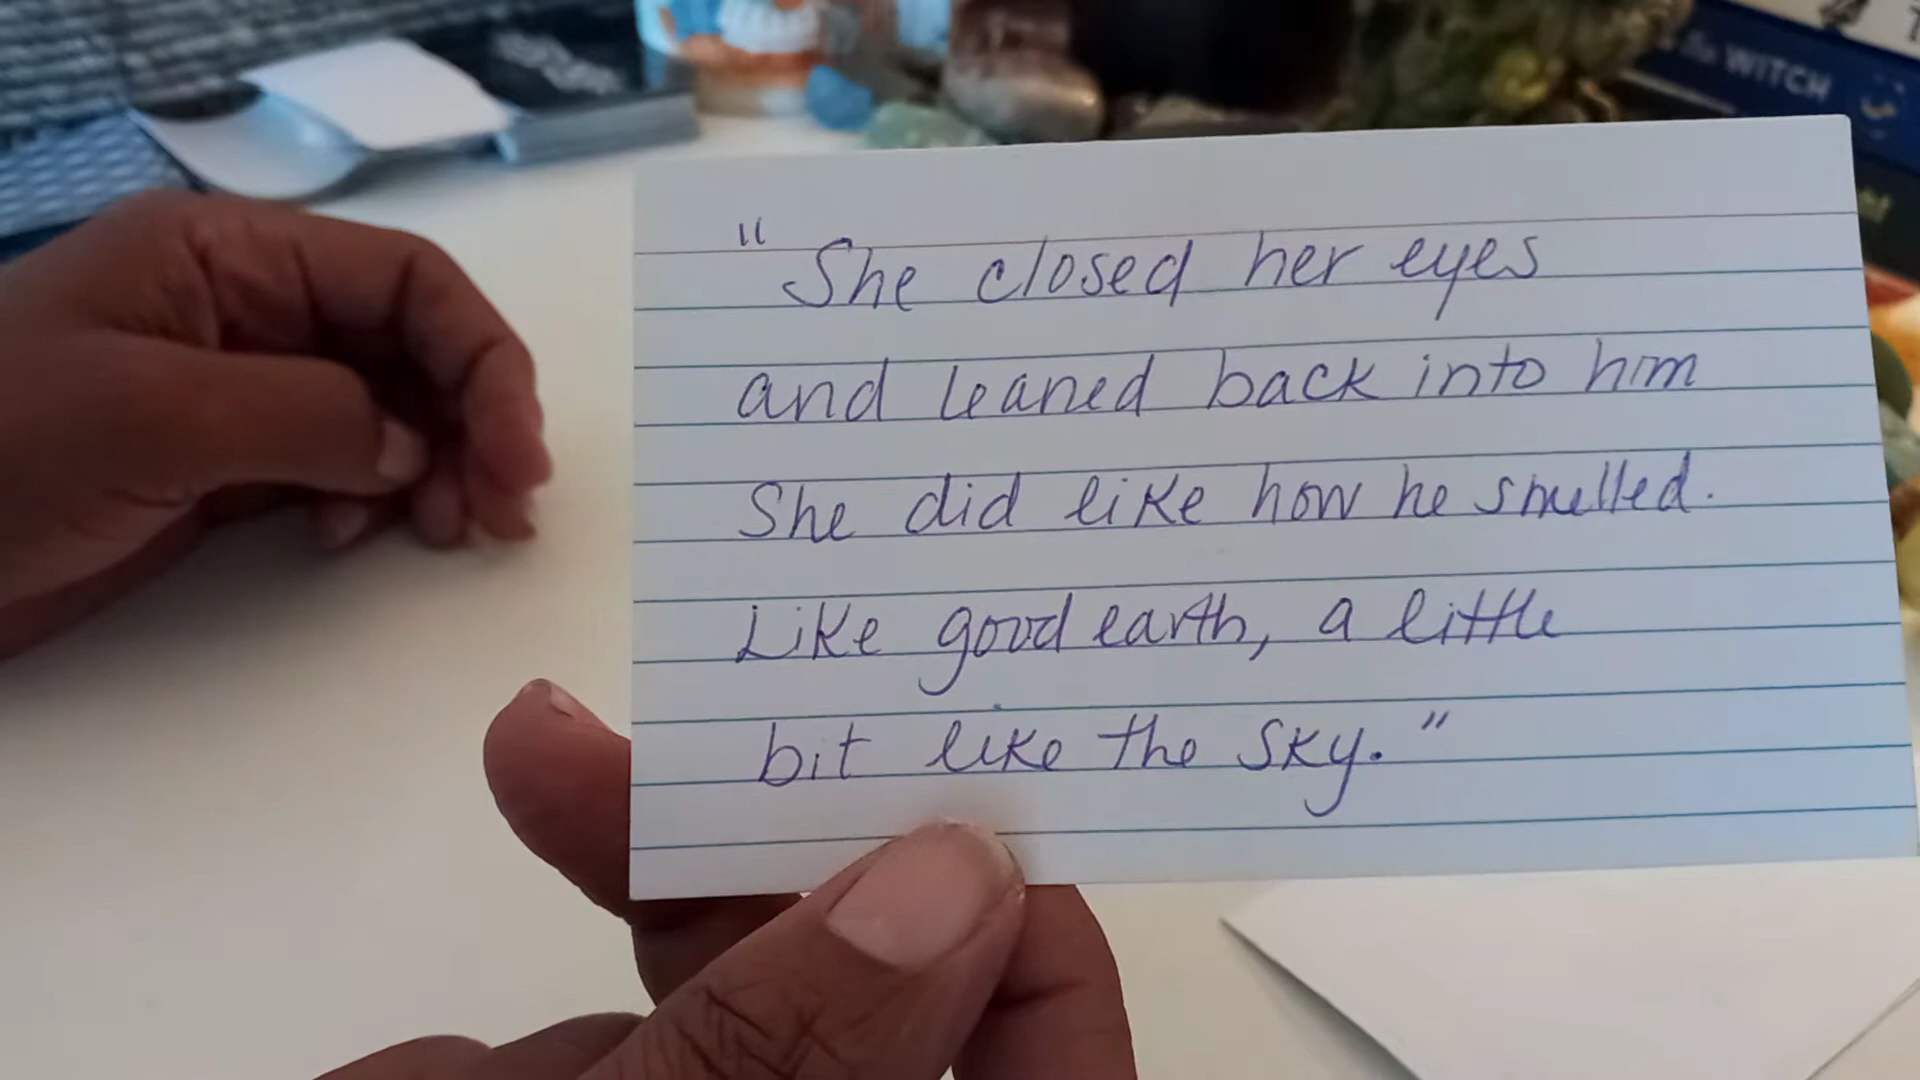 WITCH
"She closed her eyes
and leaned back into him
She did like how he smelled.
Like good earth, a little
bit like the sky."